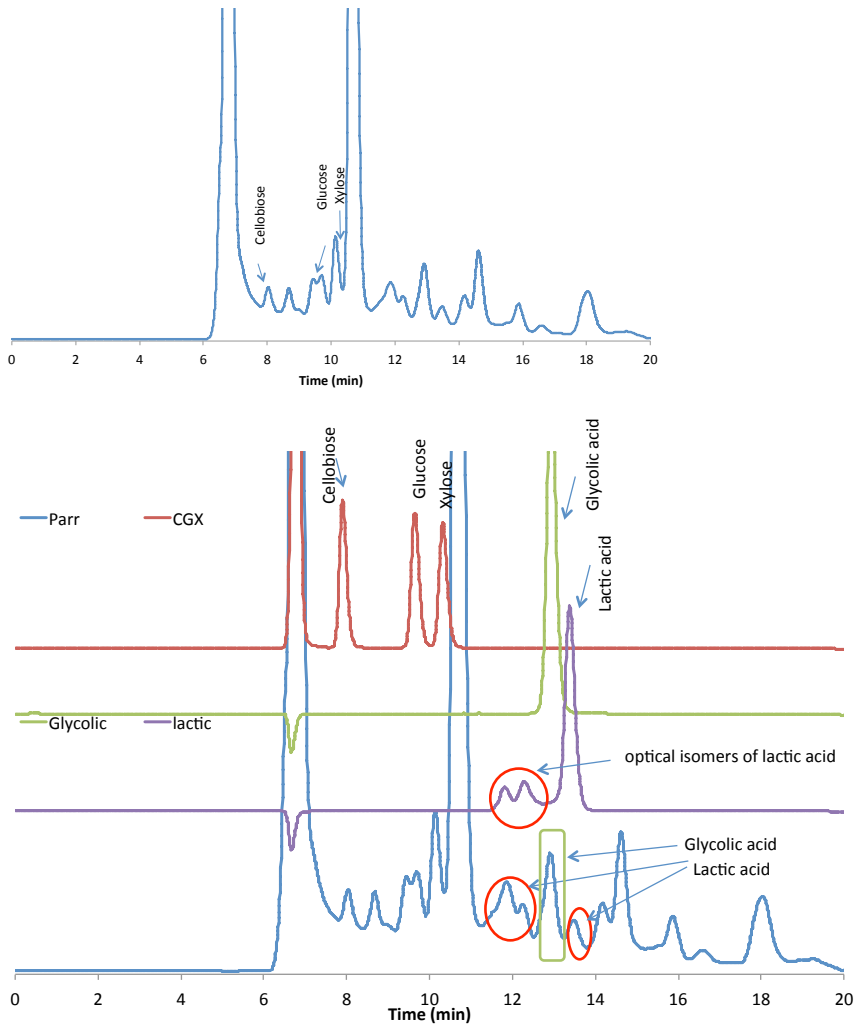 Cellobiose
Glucose
Xylose
0 2 4 6 8 10 12 14 16 18 20
Time (min)
Cellobiose
Glucose
Xylose
Glycolic acid
Parr CGX
Lactic acid
Glycolic lactic
optical isomers of lactic acid
Glycolic acid
Lactic acid
0 2 4 6 8 10 12 14 16 18 20
Time (min)